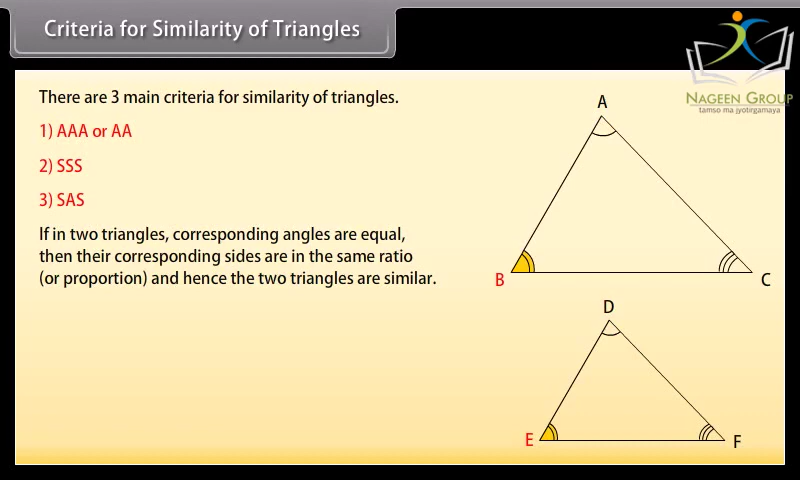 Criteria for Similarity of Triangles
NAGEEN GROUP
tamso ma jyotirgamaya
There are 3 main criteria for similarity of triangles.
1) AAA or AA
2) SSS
3) SAS
If in two triangles, corresponding angles are equal,
then their corresponding sides are in the same ratio
(or proportion) and hence the two triangles are similar.
A
B
C
D
E
F